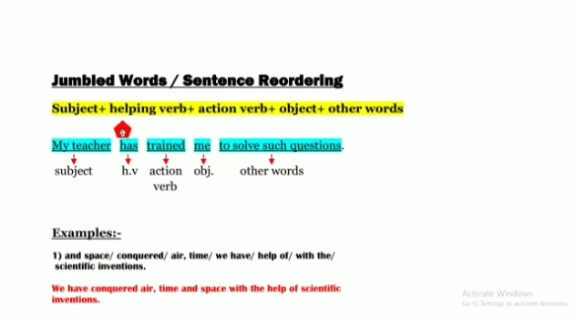 Jumbled Words / Sentence Reordering
Subject+ helping verb+ action verb+ object+ other words
My teacher has trained me to solve such questions.
subject h.v action obj. other words
verb
Examples:-
1) and space/ conquered/ air, time/ we have/ help of/ with the/
scientific inventions.
We have conquered air, time and space with the help of scientific
inventions.
Activate Windows
Go to Settings to activate Windows.